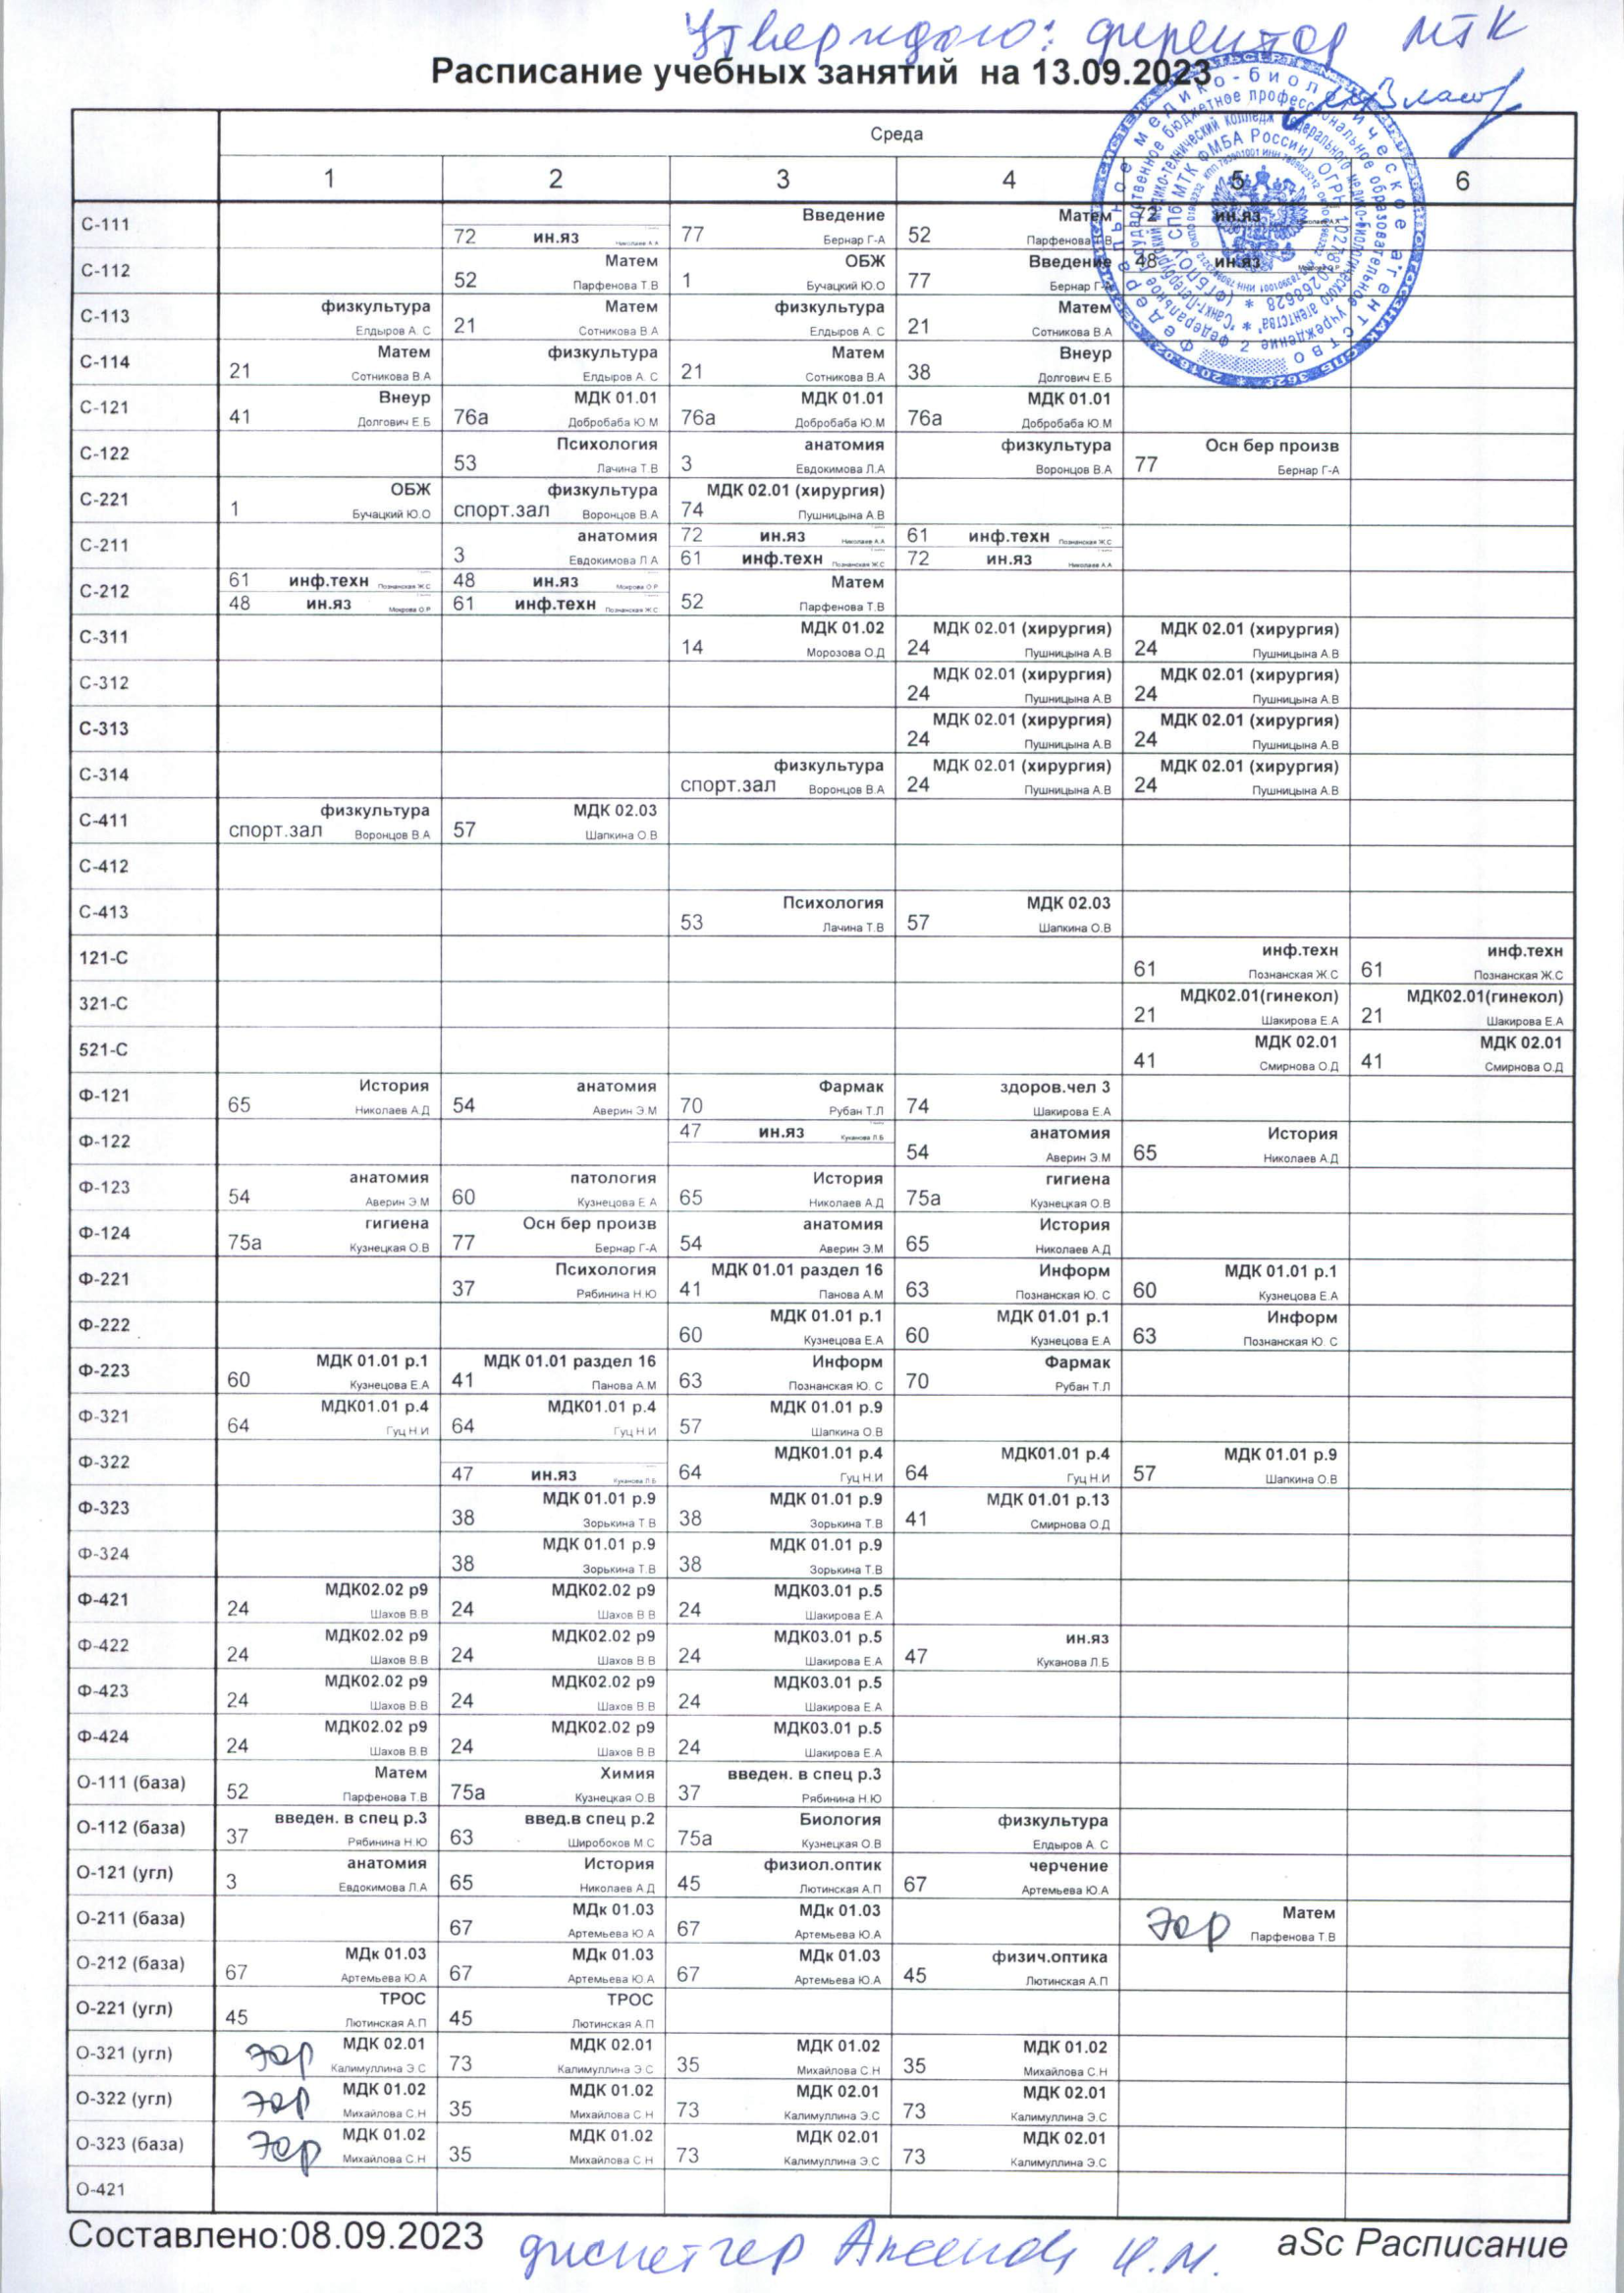 Утверждаю: директор МТК
Расписание учебных занятий на 13.09.2023
Среда
1 2 3 4 5 6
С-111
72 ин.яз Николаев А.А
77 Введение Бернар Г-А
52 Матем Парфенова Т.В
72 ин.яз
С-112
52 Матем Парфенова Т.В
1 ОБЖ Бучацкий Ю.О
77 Введение Бернар Г-А
48 ин.яз
С-113
физкультура Елдыров А. С
21 Матем Сотникова В.А
физкультура Елдыров А. С
21 Матем Сотникова В.А
С-114
21 Матем Сотникова В.А
физкультура Елдыров А. С
21 Матем Сотникова В.А
38 Внеур Долгович Е.Б
С-121
41 Внеур Долгович Е.Б
76а МДК 01.01 Добробаба Ю.М
76а МДК 01.01 Добробаба Ю.М
76а МДК 01.01 Добробаба Ю.М
С-122
53 Психология Лачина Т.В
3 анатомия Евдокимова Л.А
физкультура Воронцов В.А
77 Осн бер произв Бернар Г-А
С-221
1 ОБЖ Бучацкий Ю.О
спорт.зал физкультура Воронцов В.А
74 МДК 02.01 (хирургия) Пушницына А.В
С-211
3 анатомия Евдокимова Л.А
72 ин.яз Николаев А.А
61 инф.техн Познанская Ж.С
61 инф.техн Познанская Ж.С
72 ин.яз Николаев А.А
С-212
61 инф.техн Познанская Ж.С
48 ин.яз Мокрова О.Р
48 ин.яз Мокрова О.Р
61 инф.техн Познанская Ж.С
52 Матем Парфенова Т.В
С-311
14 МДК 01.02 Морозова О.Д
24 МДК 02.01 (хирургия) Пушницына А.В
24 МДК 02.01 (хирургия) Пушницына А.В
С-312
24 МДК 02.01 (хирургия) Пушницына А.В
24 МДК 02.01 (хирургия) Пушницына А.В
С-313
24 МДК 02.01 (хирургия) Пушницына А.В
24 МДК 02.01 (хирургия) Пушницына А.В
С-314
спорт.зал физкультура Воронцов В.А
24 МДК 02.01 (хирургия) Пушницына А.В
24 МДК 02.01 (хирургия) Пушницына А.В
С-411
спорт.зал физкультура Воронцов В.А
57 МДК 02.03 Шапкина О.В
С-412
С-413
53 Психология Лачина Т.В
57 МДК 02.03 Шапкина О.В
121-С
61 инф.техн Познанская Ж.С
61 инф.техн Познанская Ж.С
321-С
21 МДК02.01(гинекол) Шакирова Е.А
21 МДК02.01(гинекол) Шакирова Е.А
521-С
41 МДК 02.01 Смирнова О.Д
41 МДК 02.01 Смирнова О.Д
Ф-121
65 История Николаев А.Д
54 анатомия Аверин Э.М
70 Фармак Рубан Т.Л
74 здоров.чел 3 Шакирова Е.А
Ф-122
47 ин.яз Куканова Л.Б
54 анатомия Аверин Э.М
65 История Николаев А.Д
Ф-123
54 анатомия Аверин Э.М
60 патология Кузнецова Е.А
65 История Николаев А.Д
75а гигиена Кузнецкая О.В
Ф-124
75а гигиена Кузнецкая О.В
77 Осн бер произв Бернар Г-А
54 анатомия Аверин Э.М
65 История Николаев А.Д
Ф-221
37 Психология Рябинина Н.Ю
41 МДК 01.01 раздел 16 Панова А.М
63 Информ Познанская Ю. С
60 МДК 01.01 р.1 Кузнецова Е.А
Ф-222
60 МДК 01.01 р.1 Кузнецова Е.А
60 МДК 01.01 р.1 Кузнецова Е.А
63 Информ Познанская Ю. С
Ф-223
60 МДК 01.01 р.1 Кузнецова Е.А
41 МДК 01.01 раздел 16 Панова А.М
63 Информ Познанская Ю. С
70 Фармак Рубан Т.Л
Ф-321
64 МДК01.01 р.4 Гуц Н.И
64 МДК01.01 р.4 Гуц Н.И
57 МДК 01.01 р.9 Шапкина О.В
Ф-322
47 ин.яз Куканова Л.Б
64 МДК01.01 р.4 Гуц Н.И
64 МДК01.01 р.4 Гуц Н.И
57 МДК 01.01 р.9 Шапкина О.В
Ф-323
38 МДК 01.01 р.9 Зорькина Т.В
38 МДК 01.01 р.9 Зорькина Т.В
41 МДК 01.01 р.13 Смирнова О.Д
Ф-324
38 МДК 01.01 р.9 Зорькина Т.В
38 МДК 01.01 р.9 Зорькина Т.В
Ф-421
24 МДК02.02 р9 Шахов В.В
24 МДК02.02 р9 Шахов В.В
24 МДК03.01 р.5 Шакирова Е.А
Ф-422
24 МДК02.02 р9 Шахов В.В
24 МДК02.02 р9 Шахов В.В
24 МДК03.01 р.5 Шакирова Е.А
47 ин.яз Куканова Л.Б
Ф-423
24 МДК02.02 р9 Шахов В.В
24 МДК02.02 р9 Шахов В.В
24 МДК03.01 р.5 Шакирова Е.А
Ф-424
24 МДК02.02 р9 Шахов В.В
24 МДК02.02 р9 Шахов В.В
24 МДК03.01 р.5 Шакирова Е.А
О-111 (база)
52 Матем Парфенова Т.В
75а Химия Кузнецкая О.В
37 введен. в спец р.3 Рябинина Н.Ю
О-112 (база)
37 введен. в спец р.3 Рябинина Н.Ю
63 введ.в спец р.2 Широбоков М.С
75а Биология Кузнецкая О.В
физкультура Елдыров А. С
О-121 (угл)
3 анатомия Евдокимова Л.А
65 История Николаев А.Д
45 физиол.оптик Лютинская А.П
67 черчение Артемьева Ю.А
О-211 (база)
67 МДк 01.03 Артемьева Ю.А
67 МДк 01.03 Артемьева Ю.А
эор Матем Парфенова Т.В
О-212 (база)
67 МДк 01.03 Артемьева Ю.А
67 МДк 01.03 Артемьева Ю.А
67 МДк 01.03 Артемьева Ю.А
45 физич.оптика Лютинская А.П
О-221 (угл)
45 ТРОС Лютинская А.П
45 ТРОС Лютинская А.П
О-321 (угл)
эор МДК 02.01 Калимуллина Э.С
73 МДК 02.01 Калимуллина Э.С
35 МДК 01.02 Михайлова С.Н
35 МДК 01.02 Михайлова С.Н
О-322 (угл)
эор МДК 01.02 Михайлова С.Н
35 МДК 01.02 Михайлова С.Н
73 МДК 02.01 Калимуллина Э.С
73 МДК 02.01 Калимуллина Э.С
О-323 (база)
эор МДК 01.02 Михайлова С.Н
35 МДК 01.02 Михайлова С.Н
73 МДК 02.01 Калимуллина Э.С
73 МДК 02.01 Калимуллина Э.С
О-421
Составлено:08.09.2023
диспетчер
aSc Расписание